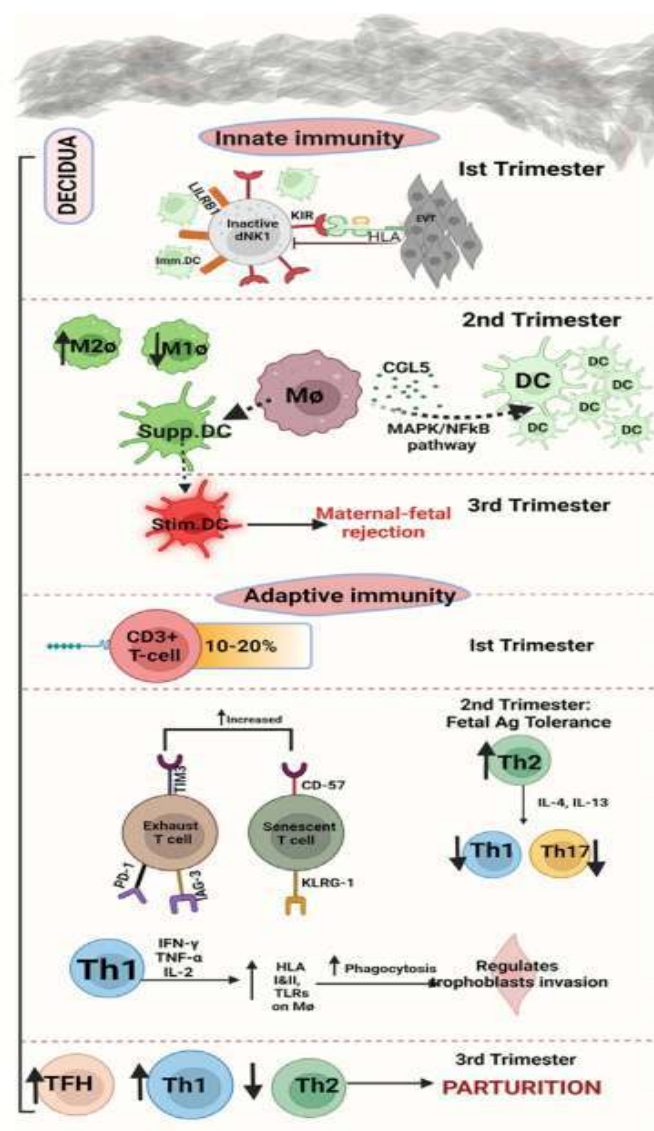 DECIDUA
Innate immunity
Ist Trimester
LILRB1
Inactive
dNK1
KIR
HLA
EVT
Imm.DC
2nd Trimester
M2ø
M1ø
Mø
CGL5
MAPK/NFkB
pathway
DC
DC
DC
DC
DC
DC
Supp.DC
3rd Trimester
Stim.DC
Maternal-fetal
rejection
Adaptive immunity
CD3+
T-cell
10-20%
Ist Trimester
Increased
2nd Trimester:
Fetal Ag Tolerance
TIM3
CD-57
Th2
IL-4, IL-13
Exhaust
T cell
Senescent
T cell
Th1
Th17
PD-1
LAG-3
KLRG-1
Th1
IFN-γ
TNF-α
IL-2
HLA
I&II,
TLRs
on Mø
Phagocytosis
Regulates
trophoblasts invasion
3rd Trimester
TFH
Th1
Th2
PARTURITION